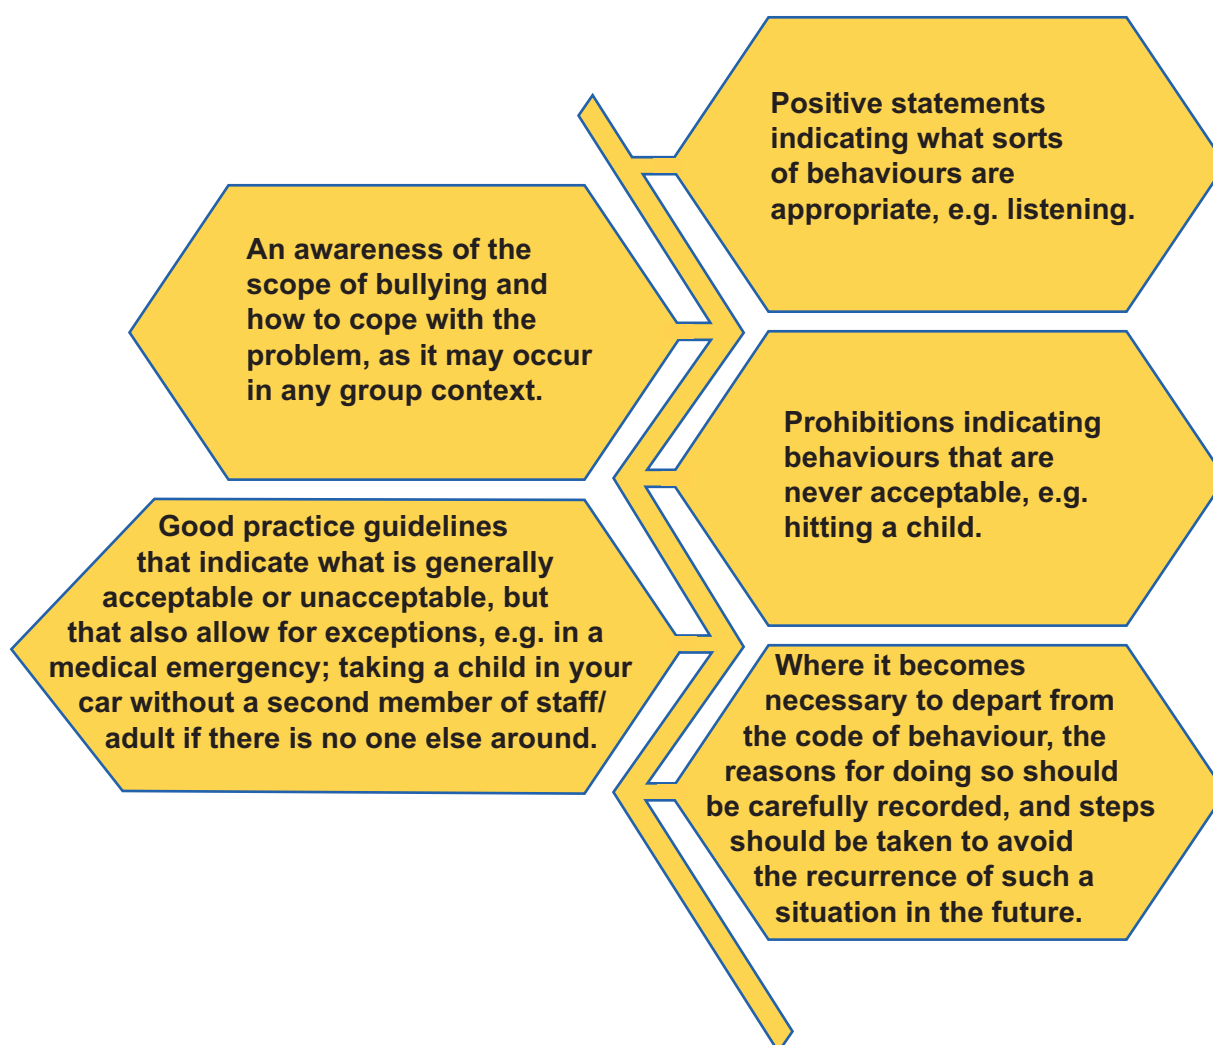 Positive statements
indicating what sorts
of behaviours are
appropriate, e.g. listening.
An awareness of the
scope of bullying and
how to cope with the
problem, as it may occur
in any group context.
Prohibitions indicating
behaviours that are
never acceptable, e.g.
hitting a child.
Good practice guidelines
that indicate what is generally
acceptable or unacceptable, but
that also allow for exceptions, e.g. in a
medical emergency; taking a child in your
car without a second member of staff/
adult if there is no one else around.
Where it becomes
necessary to depart from
the code of behaviour, the
reasons for doing so should
be carefully recorded, and steps
should be taken to avoid
the recurrence of such a
situation in the future.